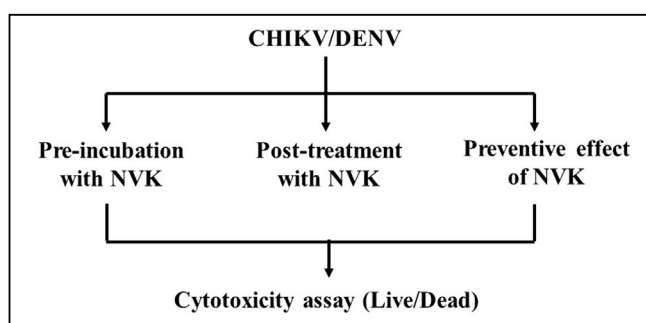 CHIKV/DENV
Pre-incubation
with NVK
Post-treatment
with NVK
Preventive effect
of NVK
Cytotoxicity assay (Live/Dead)